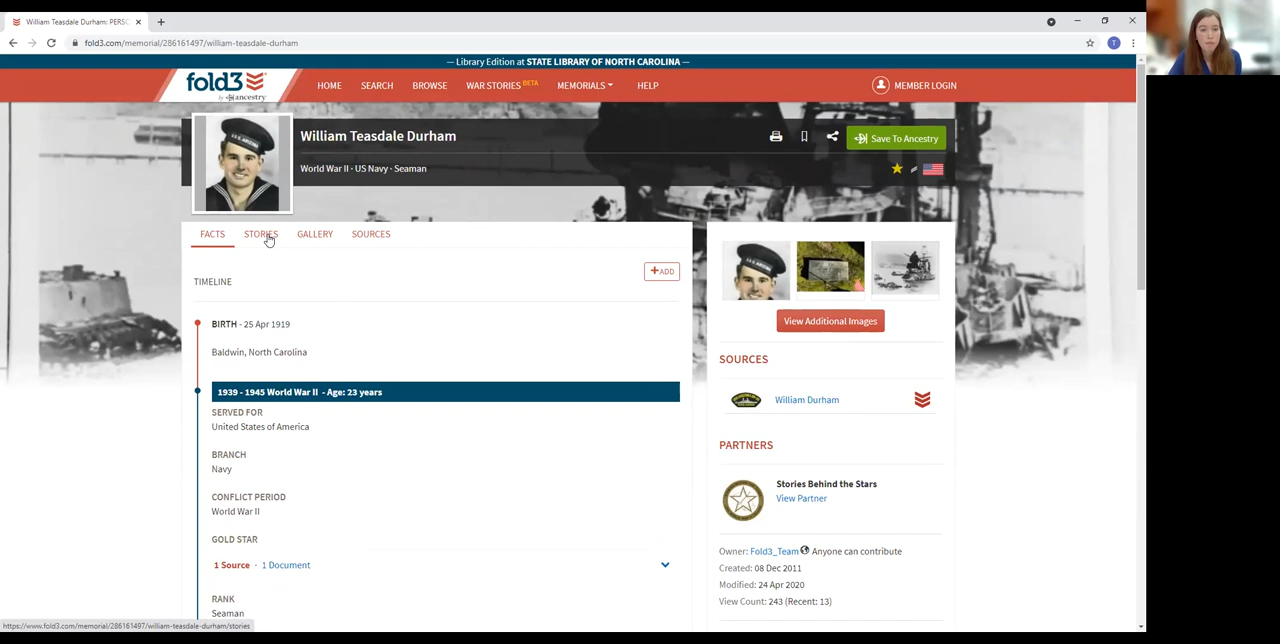 William Teasdale Durham: PERSO
fold3.com/memorial/286161497/william-teasdale-durham
T
— Library Edition at STATE LIBRARY OF NORTH CAROLINA —
fold3
by ancestry
HOME SEARCH BROWSE WAR STORIES BETA MEMORIALS HELP
MEMBER LOGIN
William Teasdale Durham
Save To Ancestry
World War II · US Navy · Seaman
FACTS STORIES GALLERY SOURCES
TIMELINE
+ADD
BIRTH - 25 Apr 1919
Baldwin, North Carolina
1939 - 1945 World War II - Age: 23 years
SERVED FOR
United States of America
BRANCH
Navy
CONFLICT PERIOD
World War II
GOLD STAR
1 Source · 1 Document
RANK
Seaman
View Additional Images
SOURCES
William Durham
PARTNERS
Stories Behind the Stars
View Partner
Owner: Fold3_Team Anyone can contribute
Created: 08 Dec 2011
Modified: 24 Apr 2020
View Count: 243 (Recent: 13)
https://www.fold3.com/memorial/286161497/william-teasdale-durham/stories